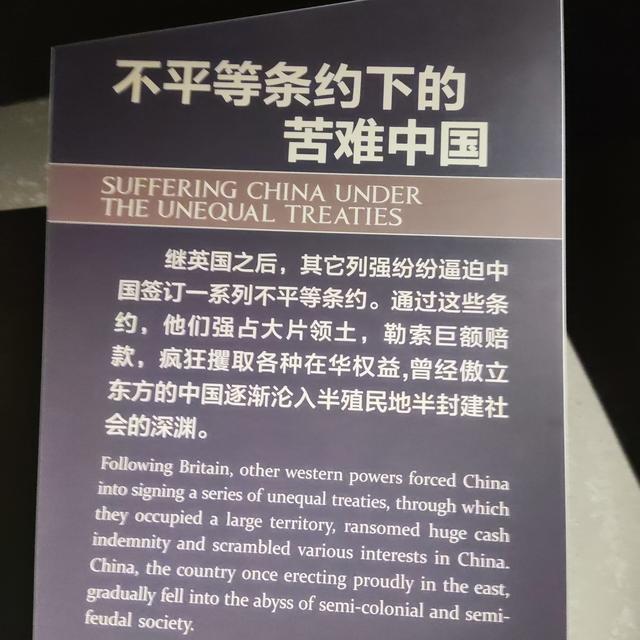 不平等条约下的
苦难中国
SUFFERING CHINA UNDER
THE UNEQUAL TREATIES
继英国之后，其它列强纷纷逼迫中
国签订一系列不平等条约。通过这些条
约，他们强占大片领土，勒索巨额赔
款，疯狂攫取各种在华权益,曾经傲立
东方的中国逐渐沦入半殖民地半封建社
会的深渊。
Following Britain, other western powers forced China
into signing a series of unequal treaties, through which
they occupied a large territory, ransomed huge cash
indemnity and scrambled various interests in China.
China, the country once erecting proudly in the east,
gradually fell into the abyss of semi-colonial and semi-
feudal society.